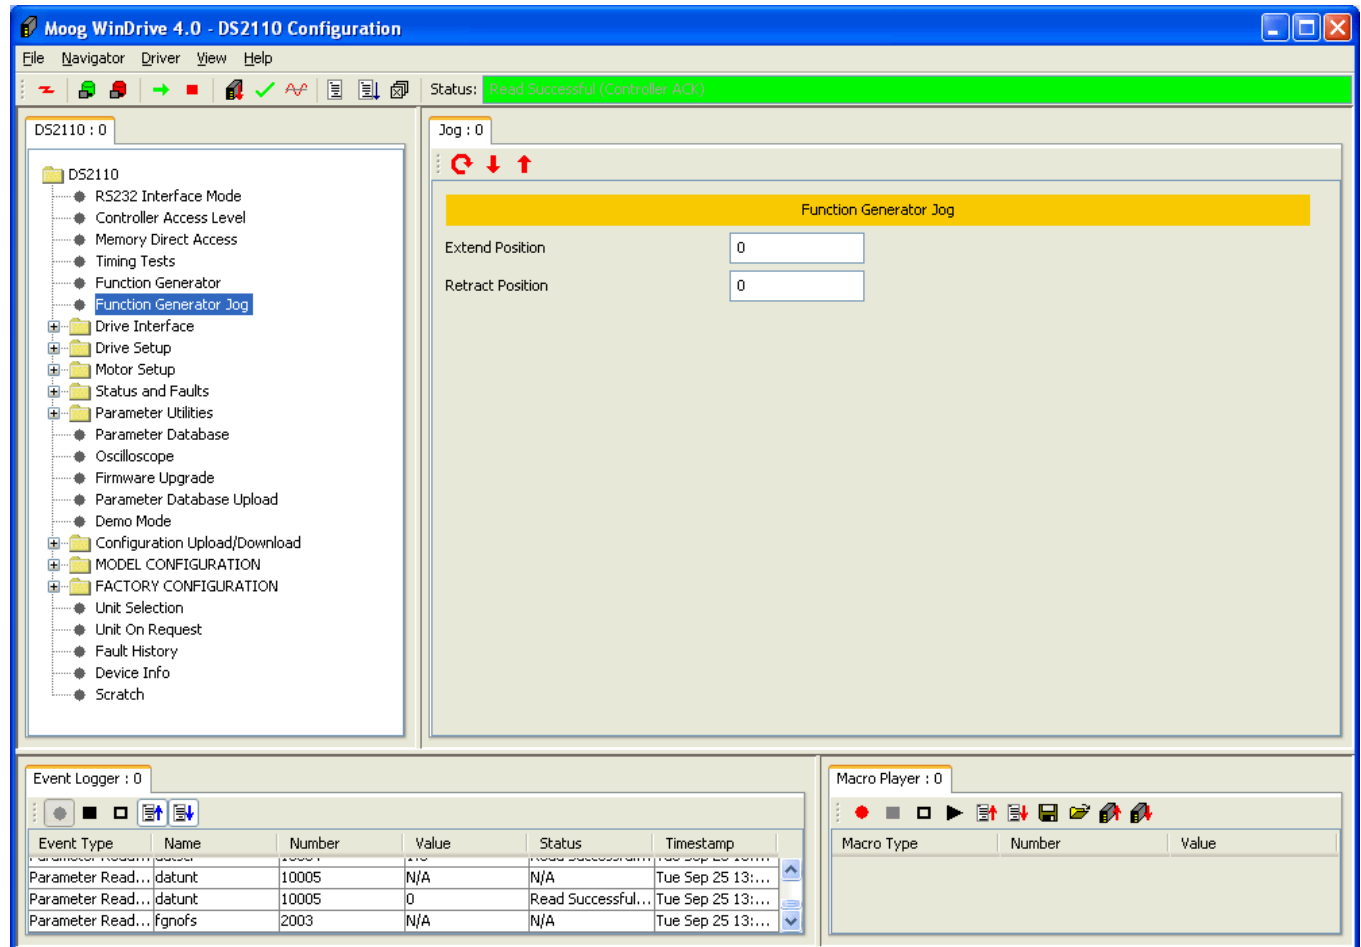 Moog WinDrive 4.0 - DS2110 Configuration
File Navigator Driver View Help
Status: Read Successful (Controller ACK)
DS2110 : 0
DS2110
RS232 Interface Mode
Controller Access Level
Memory Direct Access
Timing Tests
Function Generator
Function Generator Jog
Drive Interface
Drive Setup
Motor Setup
Status and Faults
Parameter Utilities
Parameter Database
Oscilloscope
Firmware Upgrade
Parameter Database Upload
Demo Mode
Configuration Upload/Download
MODEL CONFIGURATION
FACTORY CONFIGURATION
Unit Selection
Unit On Request
Fault History
Device Info
Scratch
Jog : 0
Function Generator Jog
Extend Position 0
Retract Position 0
Event Logger : 0
Event Type Name Number Value Status Timestamp
Parameter Read... datunt 10005 N/A N/A Tue Sep 25 13:...
Parameter Read... datunt 10005 0 Read Successful... Tue Sep 25 13:...
Parameter Read... fgnofs 2003 N/A N/A Tue Sep 25 13:...
Macro Player : 0
Macro Type Number Value